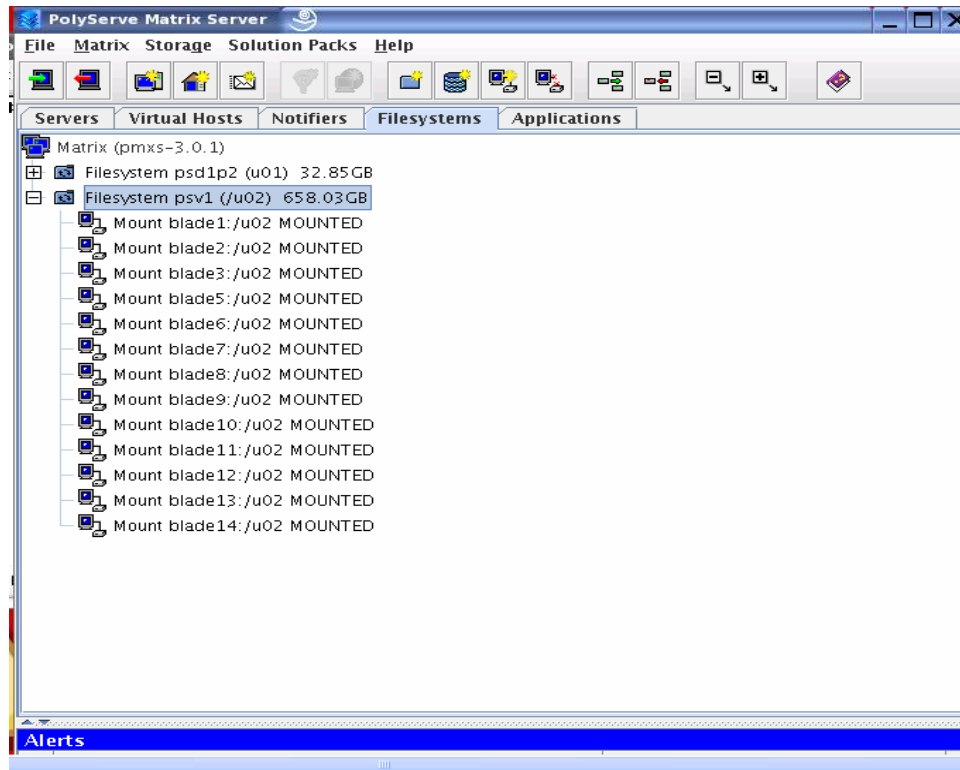 PolyServe Matrix Server
File Matrix Storage Solution Packs Help
Servers Virtual Hosts Notifiers Filesystems Applications
Matrix (pmxs-3.0.1)
Filesystem psd1p2 (u01) 32.85GB
Filesystem psv1 (/u02) 658.03GB
Mount blade1:/u02 MOUNTED
Mount blade2:/u02 MOUNTED
Mount blade3:/u02 MOUNTED
Mount blade5:/u02 MOUNTED
Mount blade6:/u02 MOUNTED
Mount blade7:/u02 MOUNTED
Mount blade8:/u02 MOUNTED
Mount blade9:/u02 MOUNTED
Mount blade10:/u02 MOUNTED
Mount blade11:/u02 MOUNTED
Mount blade12:/u02 MOUNTED
Mount blade13:/u02 MOUNTED
Mount blade14:/u02 MOUNTED
Alerts